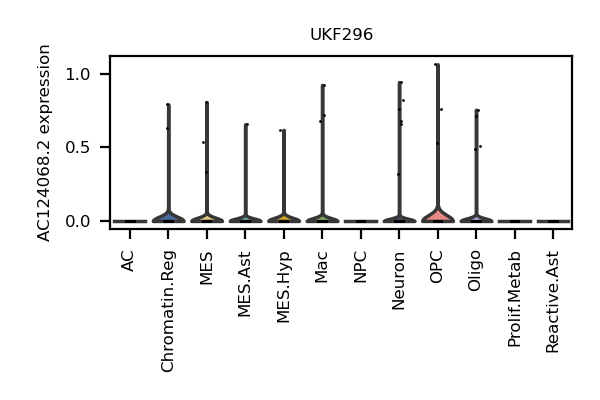 UKF296
AC124068.2 expression
1.0
0.5
0.0
AC
Chromatin.Reg
MES
MES.Ast
MES.Hyp
Mac
NPC
Neuron
OPC
Oligo
Prolif.Metab
Reactive.Ast